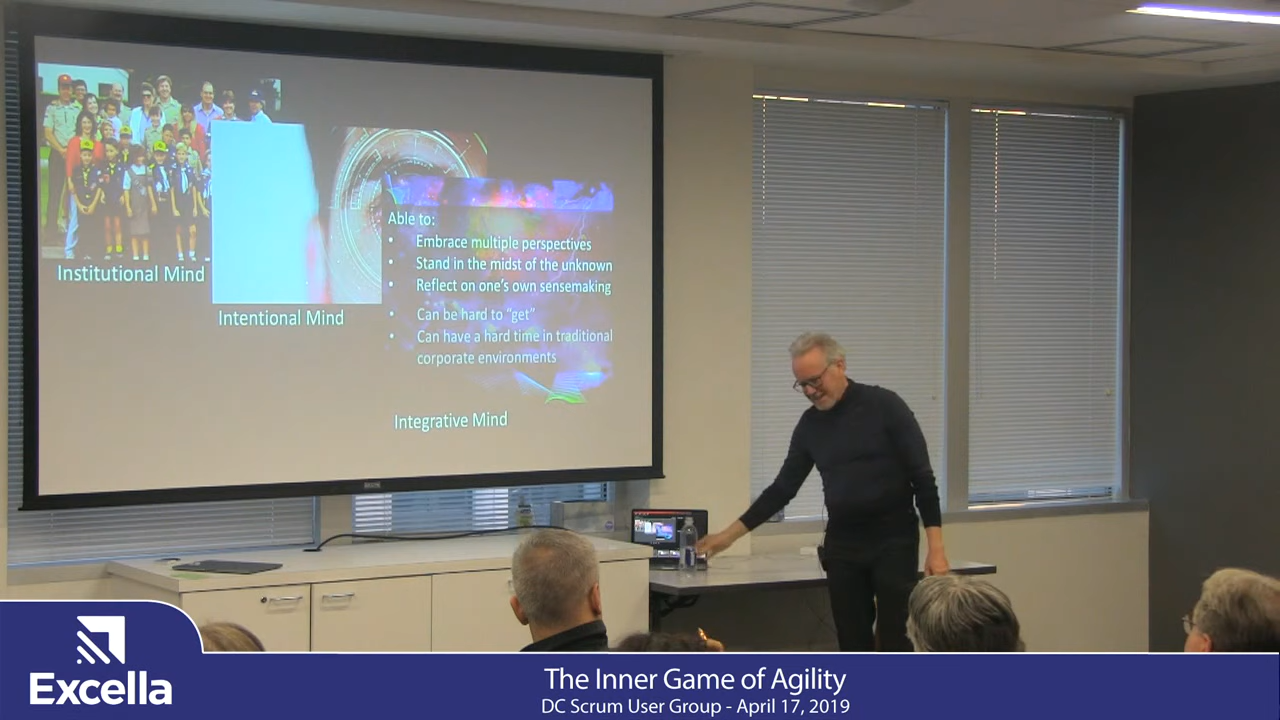 Able to:
• Embrace multiple perspectives
• Stand in the midst of the unknown
• Reflect on one's own sensemaking
• Can be hard to "get"
• Can have a hard time in traditional
corporate environments
Institutional Mind
Intentional Mind
Integrative Mind
Excella
The Inner Game of Agility
DC Scrum User Group - April 17, 2019